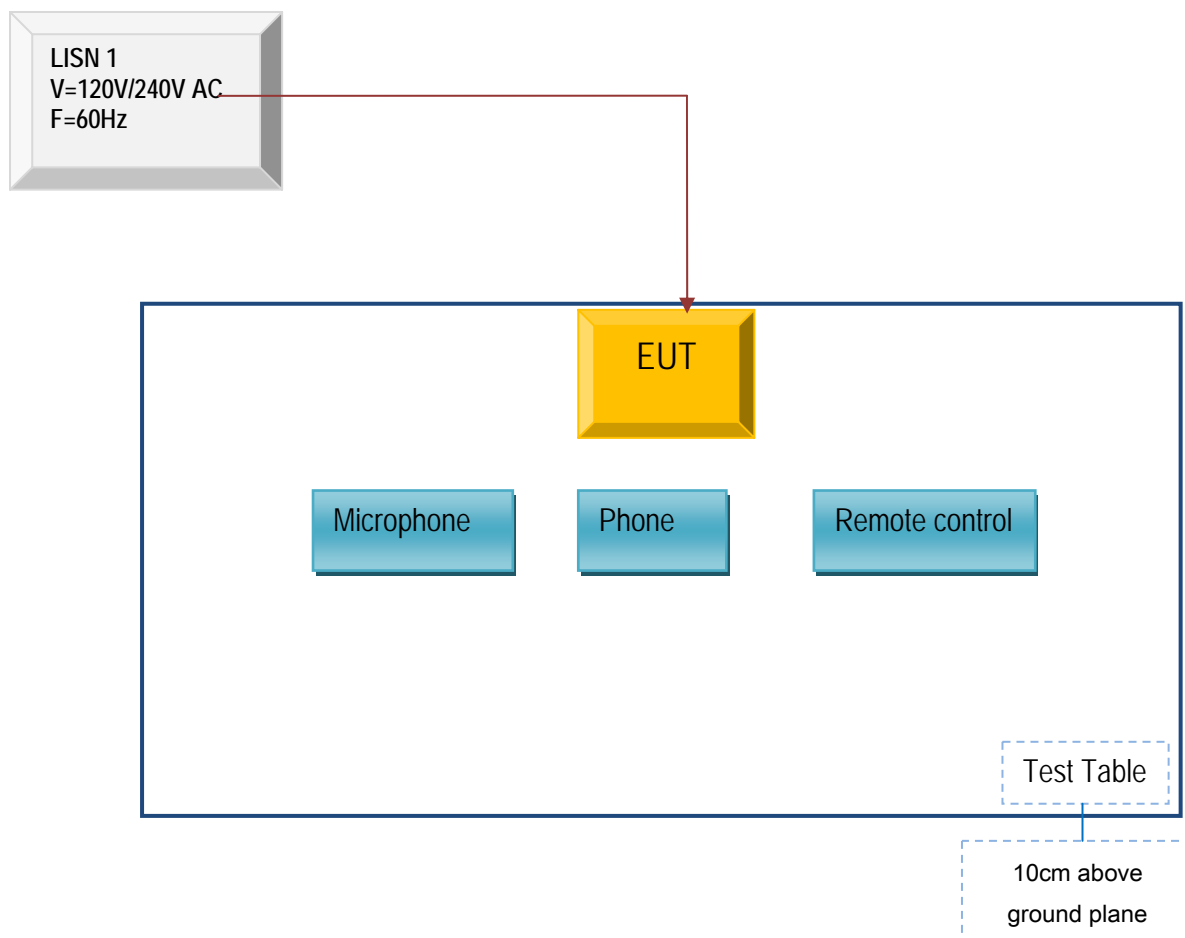 LISN 1
V=120V/240V AC
F=60Hz
EUT
Microphone
Phone
Remote control
Test Table
10cm above
ground plane